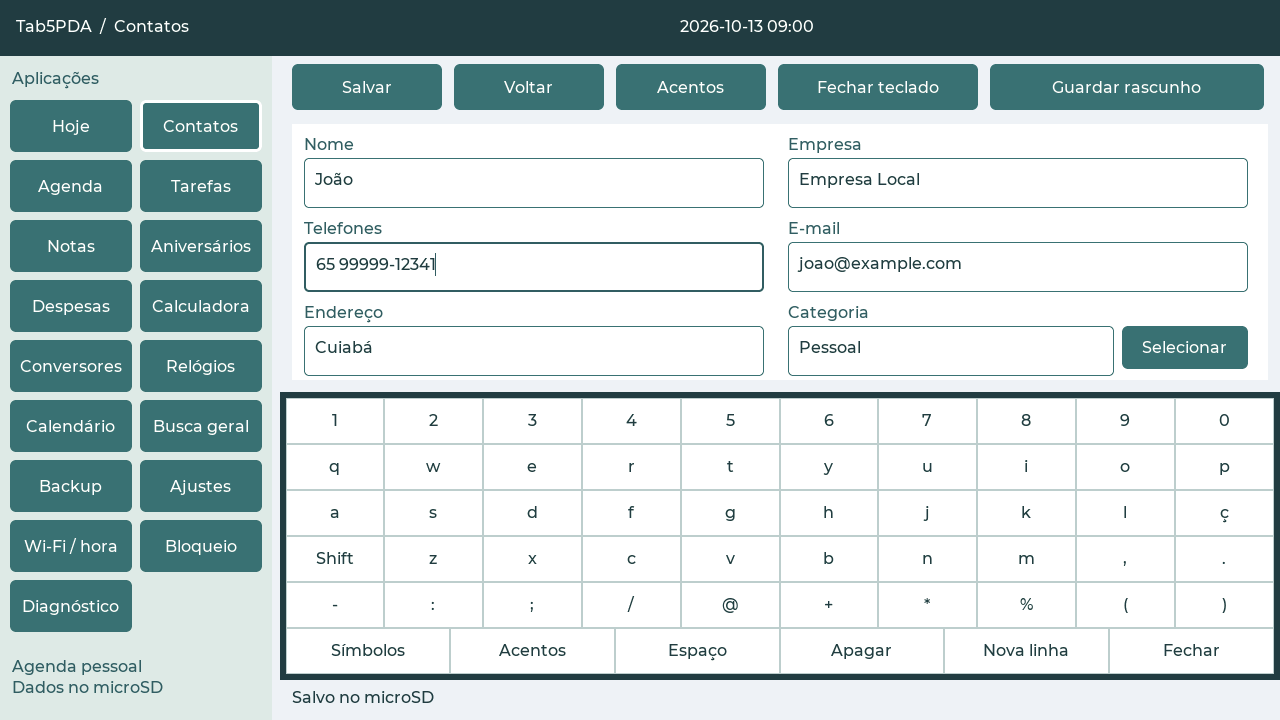 Tab5PDA / Contatos
2026-10-13 09:00
Aplicações
Hoje
Contatos
Agenda
Tarefas
Notas
Aniversários
Despesas
Calculadora
Conversores
Relógios
Calendário
Busca geral
Backup
Ajustes
Wi-Fi / hora
Bloqueio
Diagnóstico
Agenda pessoal
Dados no microSD
Salvar
Voltar
Acentos
Fechar teclado
Guardar rascunho
Nome
João
Empresa
Empresa Local
Telefones
65 99999-12341
E-mail
joao@example.com
Endereço
Cuiabá
Categoria
Pessoal
Selecionar
1 2 3 4 5 6 7 8 9 0
q w e r t y u i o p
a s d f g h j k l ç
Shift z x c v b n m , .
- : ; / @ + * % ( )
Símbolos Acentos Espaço Apagar Nova linha Fechar
Salvo no microSD